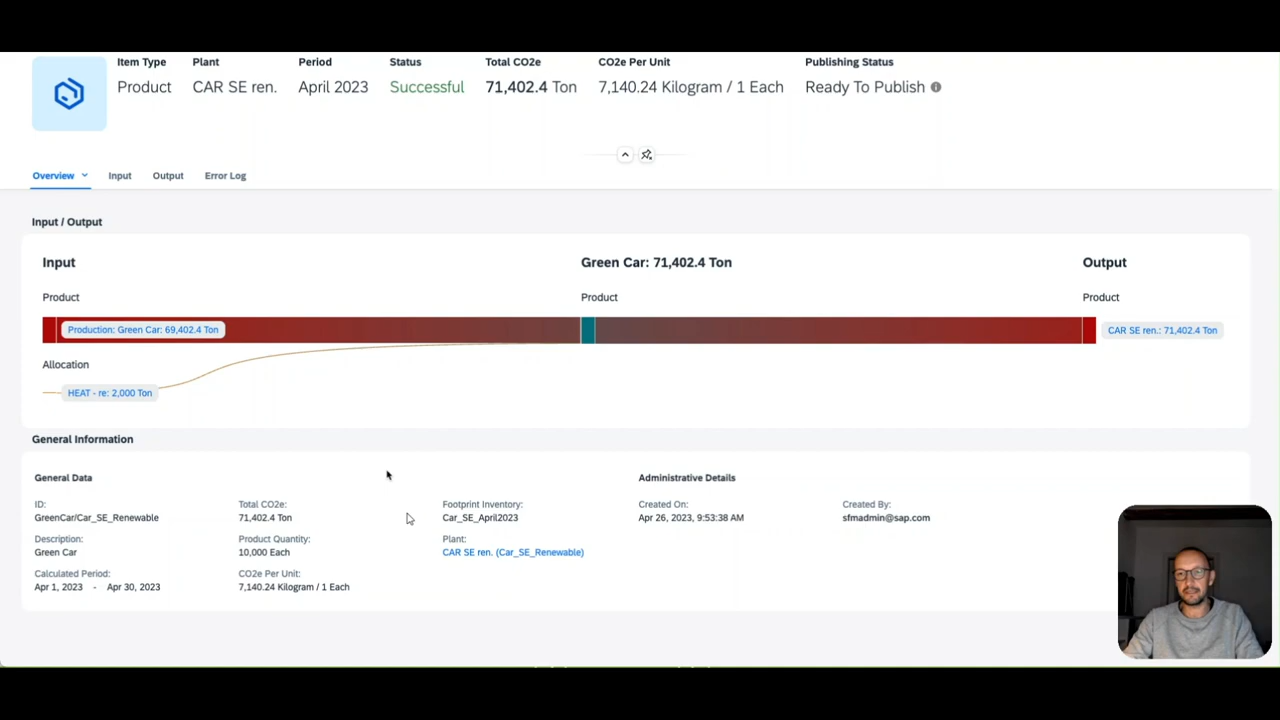 Item Type Plant Period Status Total CO2e CO2e Per Unit Publishing Status
Product CAR SE ren. April 2023 Successful 71,402.4 Ton 7,140.24 Kilogram / 1 Each Ready To Publish
Overview Input Output Error Log
Input / Output
Input Green Car: 71,402.4 Ton Output
Product Product Product
Production: Green Car: 69,402.4 Ton CAR SE ren.: 71,402.4 Ton
Allocation
HEAT - re: 2,000 Ton
General Information
General Data Administrative Details
ID: Total CO2e: Footprint Inventory: Created On: Created By:
GreenCar/Car_SE_Renewable 71,402.4 Ton Car_SE_April2023 Apr 26, 2023, 9:53:38 AM sfmadmin@sap.com
Description: Product Quantity: Plant:
Green Car 10,000 Each CAR SE ren. (Car_SE_Renewable)
Calculated Period: CO2e Per Unit:
Apr 1, 2023 - Apr 30, 2023 7,140.24 Kilogram / 1 Each